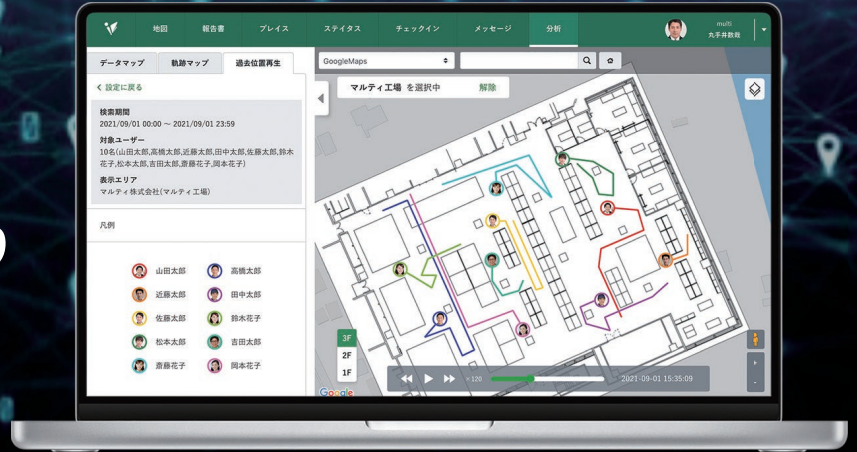 地図
報告書
プレイス
ステイタス
チェックイン
メッセージ
分析
multi
丸手井数哉
データマップ
軌跡マップ
過去位置再生
< 設定に戻る
検索期間
2021/09/01 00:00 ~ 2021/09/01 23:59
対象ユーザー
10名(山田太郎,高橋太郎,近藤太郎,田中太郎,佐藤太郎,鈴木
花子,松本太郎,吉田太郎,斎藤花子,岡本花子)
表示エリア
マルティ株式会社(マルティ工場)
凡例
山田太郎
高橋太郎
近藤太郎
田中太郎
佐藤太郎
鈴木花子
松本太郎
吉田太郎
斎藤花子
岡本花子
GoogleMaps
マルティ工場 を選択中
解除
3F
2F
1F
Google
× 120
2021-09-01 15:35:09